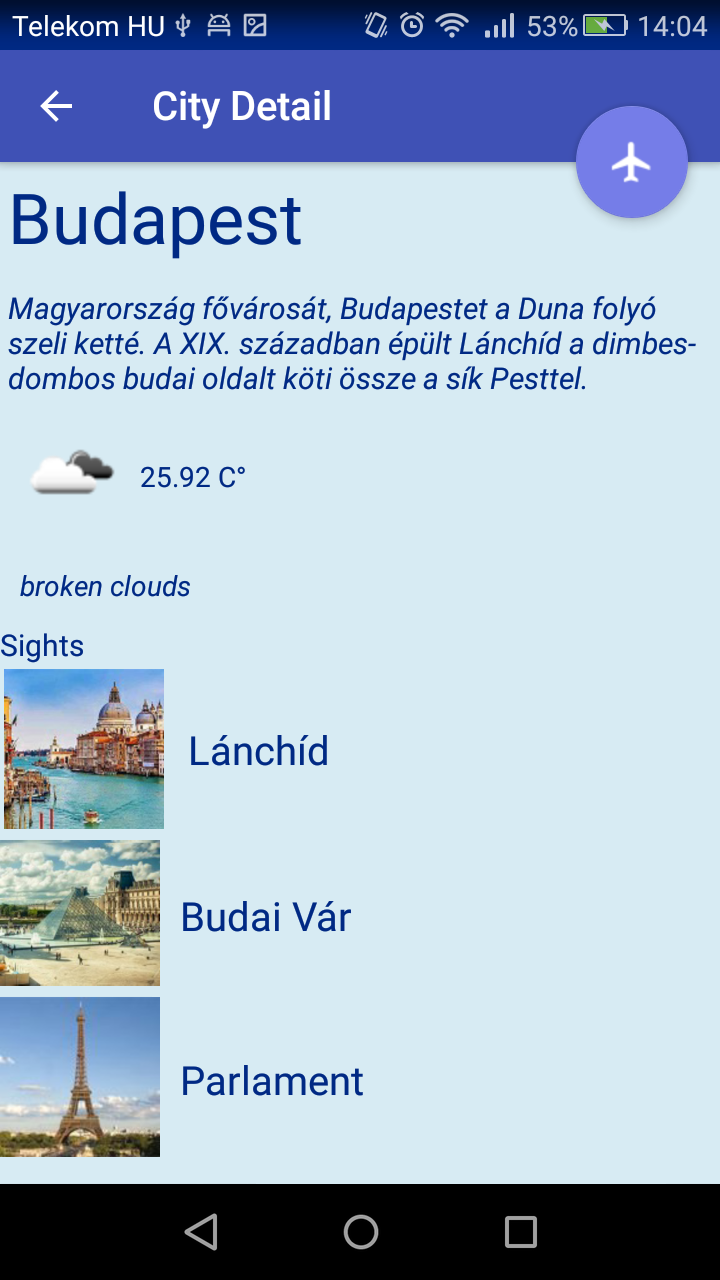 Telekom HU 53% 14:04
City Detail
Budapest
Magyarország fővárosát, Budapestet a Duna folyó
szeli ketté. A XIX. században épült Lánchíd a dimbes-
dombos budai oldalt köti össze a sík Pesttel.
25.92 C°
broken clouds
Sights
Lánchíd
Budai Vár
Parlament